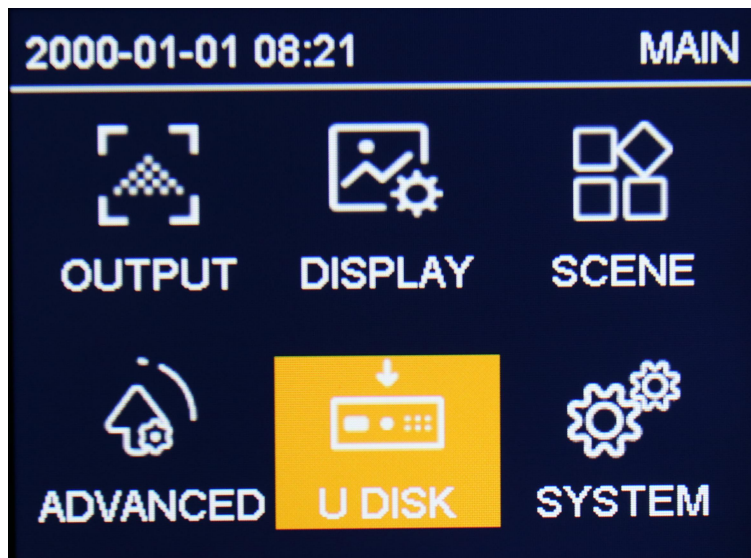 2000-01-01 08:21 MAIN
OUTPUT DISPLAY SCENE
ADVANCED U DISK SYSTEM